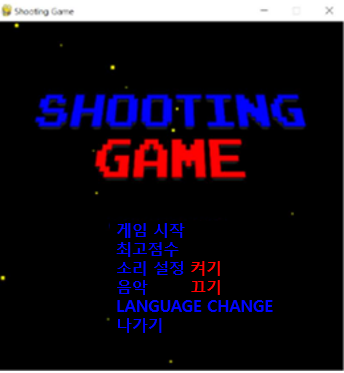 Shooting Game
SHOOTING
GAME
게임 시작
최고점수
소리 설정 켜기
음악 끄기
LANGUAGE CHANGE
나가기